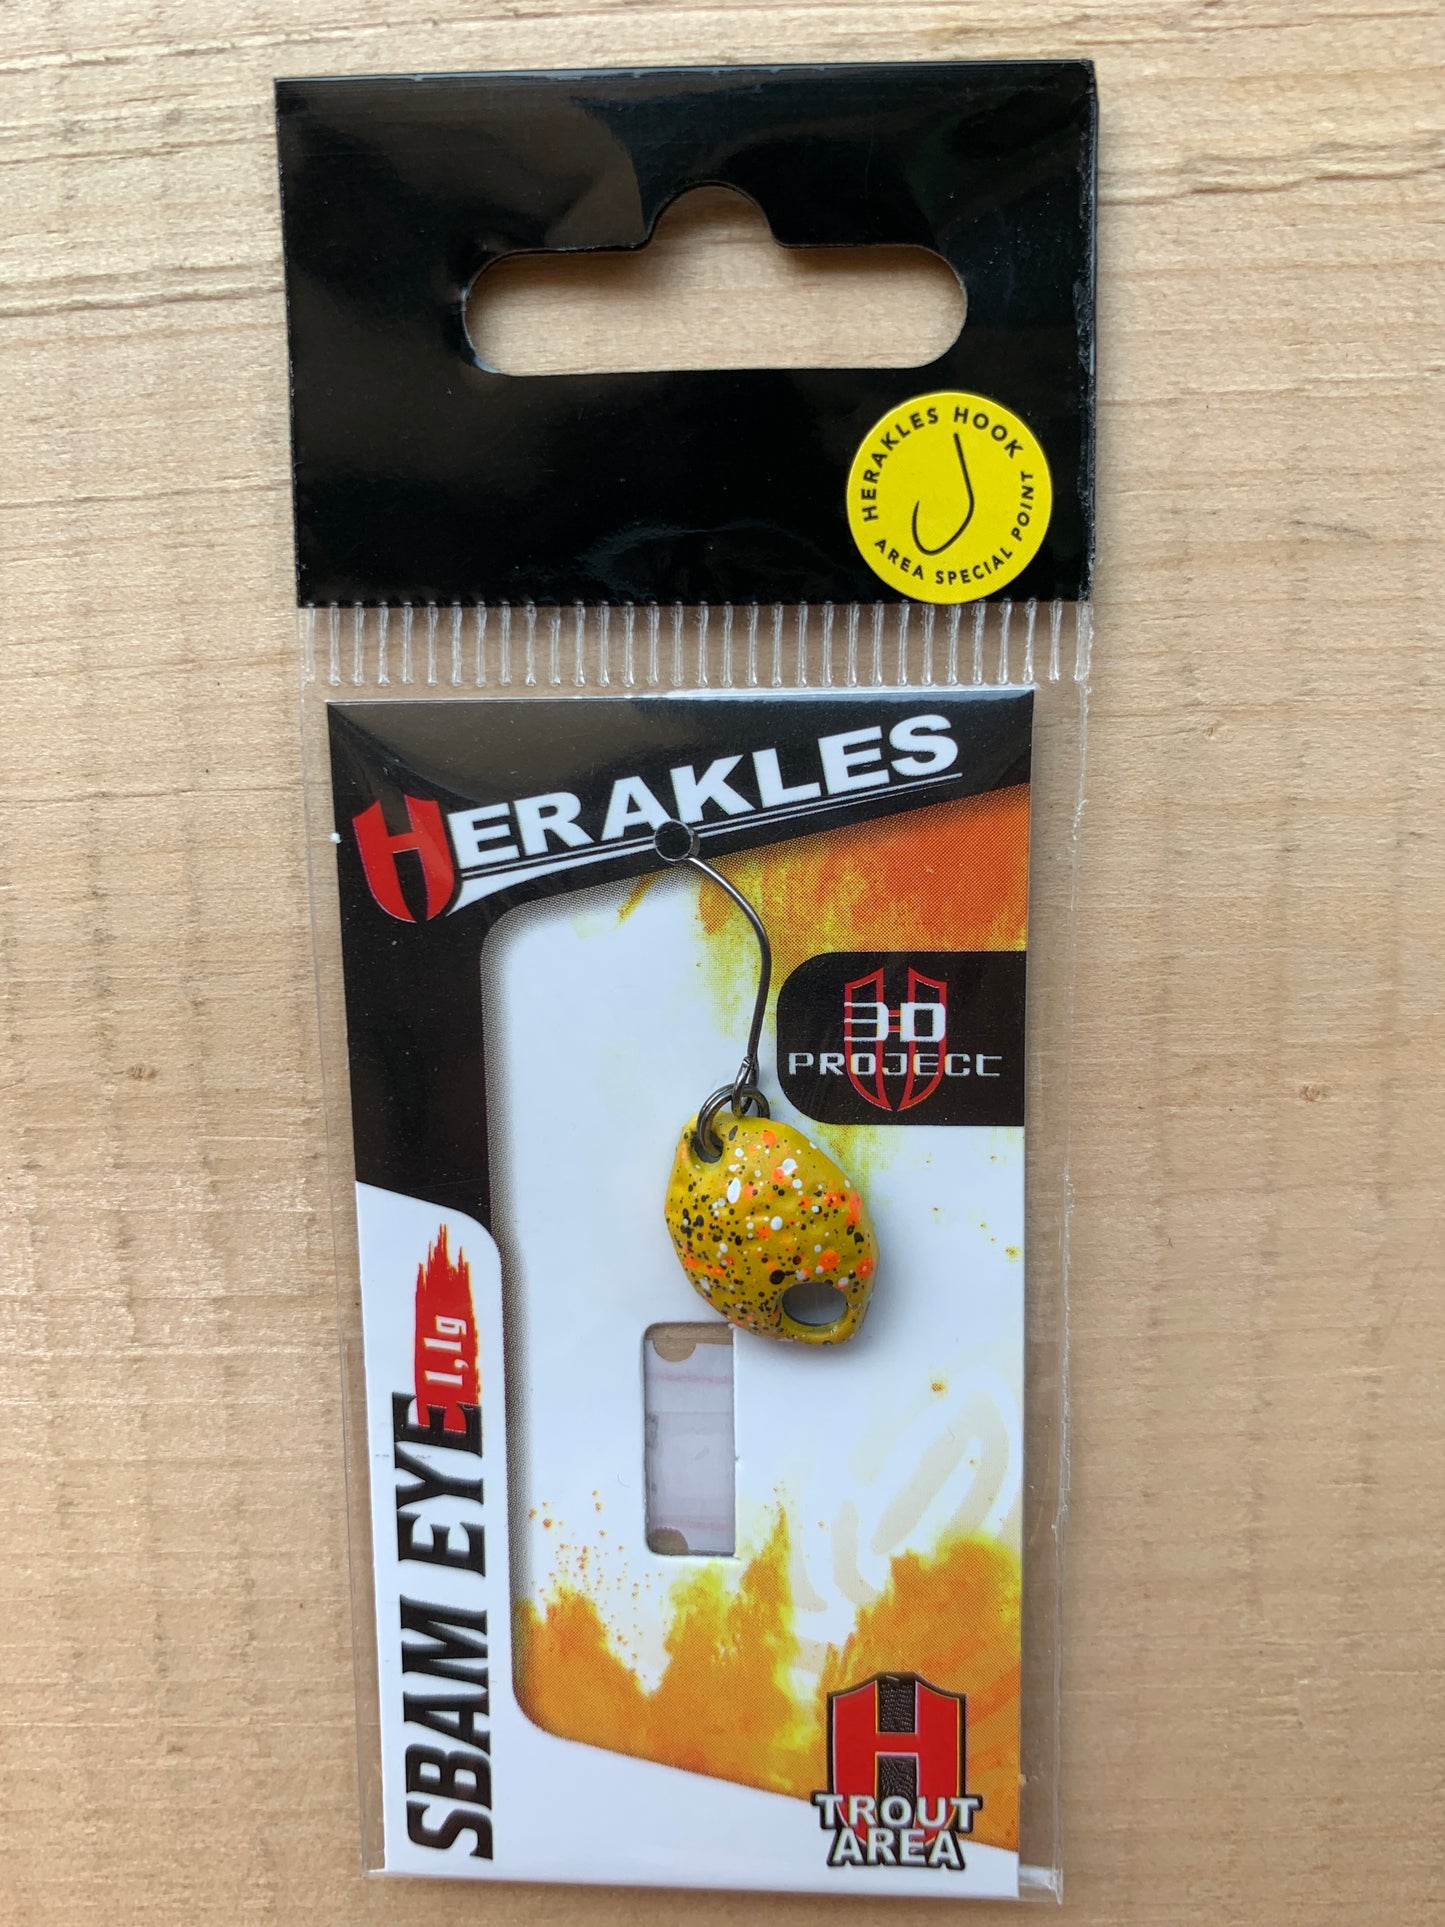 HERAKLES HOOK
AREA SPECIAL POINT
HERAKLES
3D
PROJECT
1,1g
SBAM EYE
H
TROUT
AREA